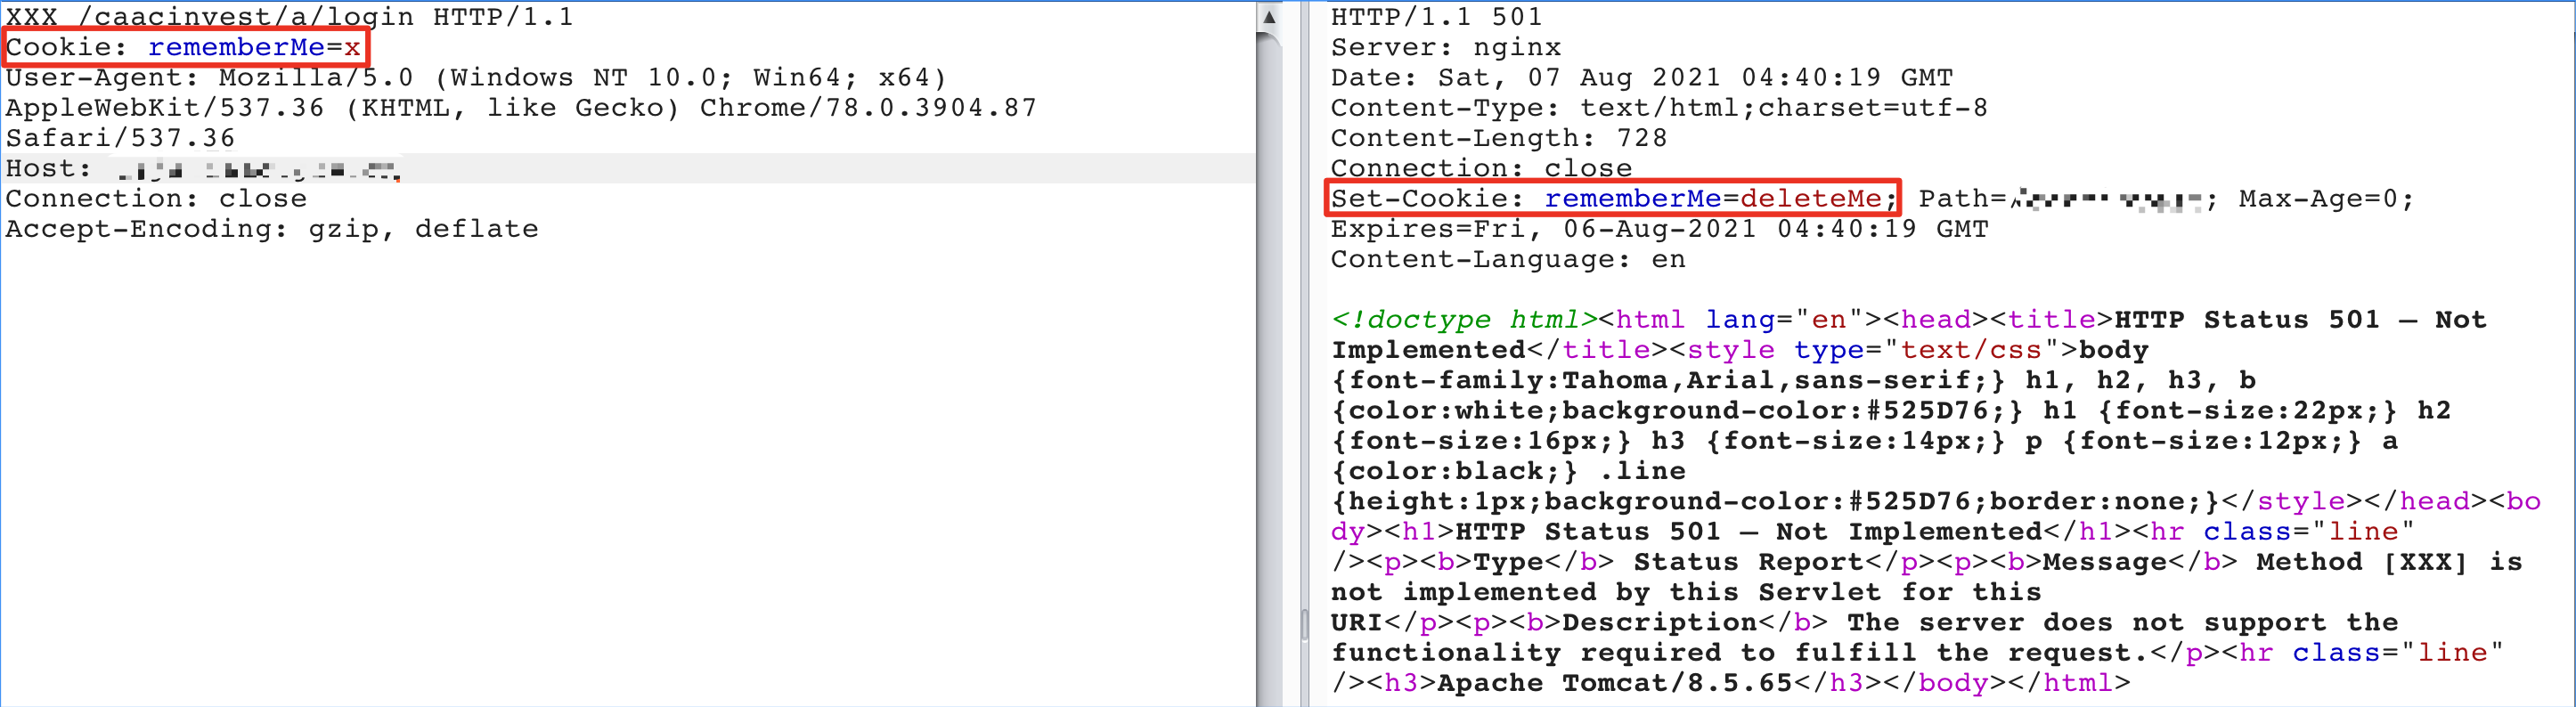 XXX /caacinvest/a/login HTTP/1.1
Cookie: rememberMe=x
User-Agent: Mozilla/5.0 (Windows NT 10.0; Win64; x64)
AppleWebKit/537.36 (KHTML, like Gecko) Chrome/78.0.3904.87
Safari/537.36
Host:
Connection: close
Accept-Encoding: gzip, deflate
HTTP/1.1 501
Server: nginx
Date: Sat, 07 Aug 2021 04:40:19 GMT
Content-Type: text/html;charset=utf-8
Content-Length: 728
Connection: close
Set-Cookie: rememberMe=deleteMe; Path=/; Max-Age=0;
Expires=Fri, 06-Aug-2021 04:40:19 GMT
Content-Language: en
<!doctype html><html lang="en"><head><title>HTTP Status 501 – Not
Implemented</title><style type="text/css">body
{font-family:Tahoma,Arial,sans-serif;} h1, h2, h3, b
{color:white;background-color:#525D76;} h1 {font-size:22px;} h2
{font-size:16px;} h3 {font-size:14px;} p {font-size:12px;} a
{color:black;} .line
{height:1px;background-color:#525D76;border:none;}</style></head><bo
dy><h1>HTTP Status 501 – Not Implemented</h1><hr class="line"
/><p><b>Type</b> Status Report</p><p><b>Message</b> Method [XXX] is
not implemented by this Servlet for this
URI</p><p><b>Description</b> The server does not support the
functionality required to fulfill the request.</p><hr class="line"
/><h3>Apache Tomcat/8.5.65</h3></body></html>